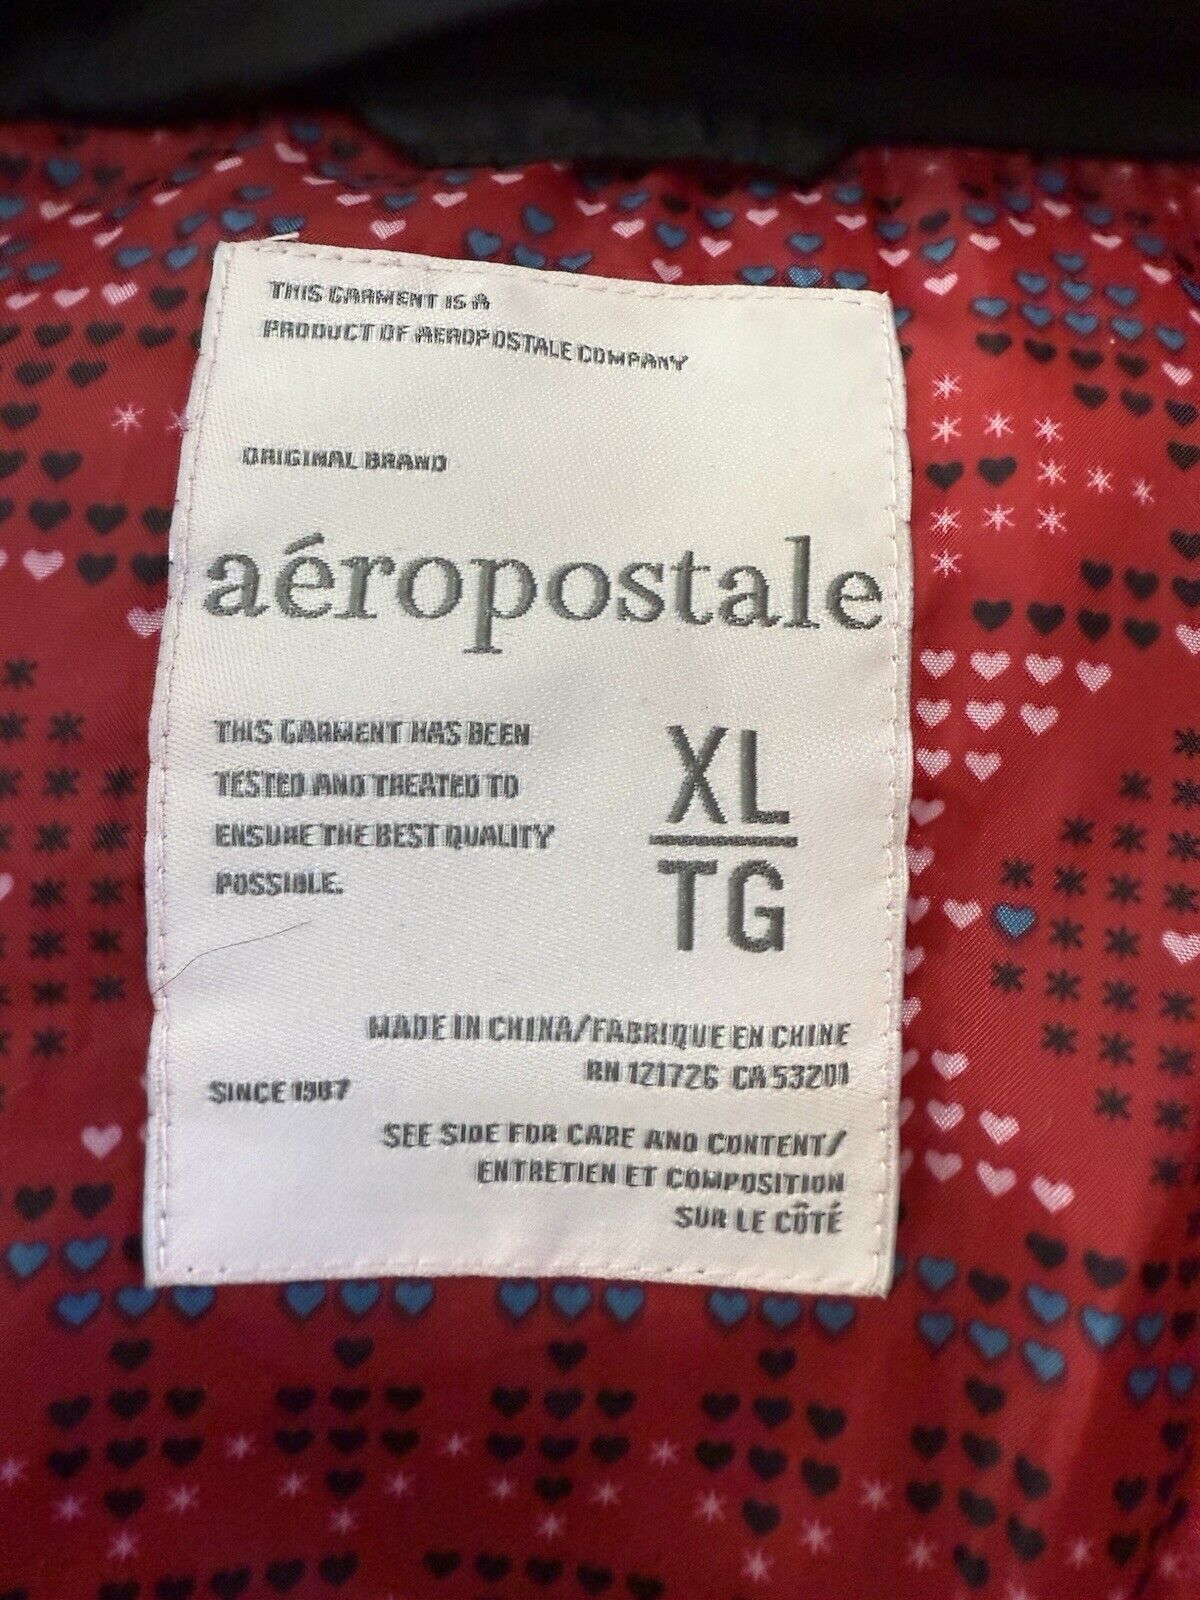 THIS GARMENT IS A
PRODUCT OF AEROPOSTALE COMPANY
ORIGINAL BRAND
aéropostale
THIS GARMENT HAS BEEN
TESTED AND TREATED TO
ENSURE THE BEST QUALITY
POSSIBLE.
XL
TG
MADE IN CHINA/FABRIQUE EN CHINE
RN 121726 CA 53201
SINCE 1987
SEE SIDE FOR CARE AND CONTENT/
ENTRETIEN ET COMPOSITION
SUR LE CÔTÉ